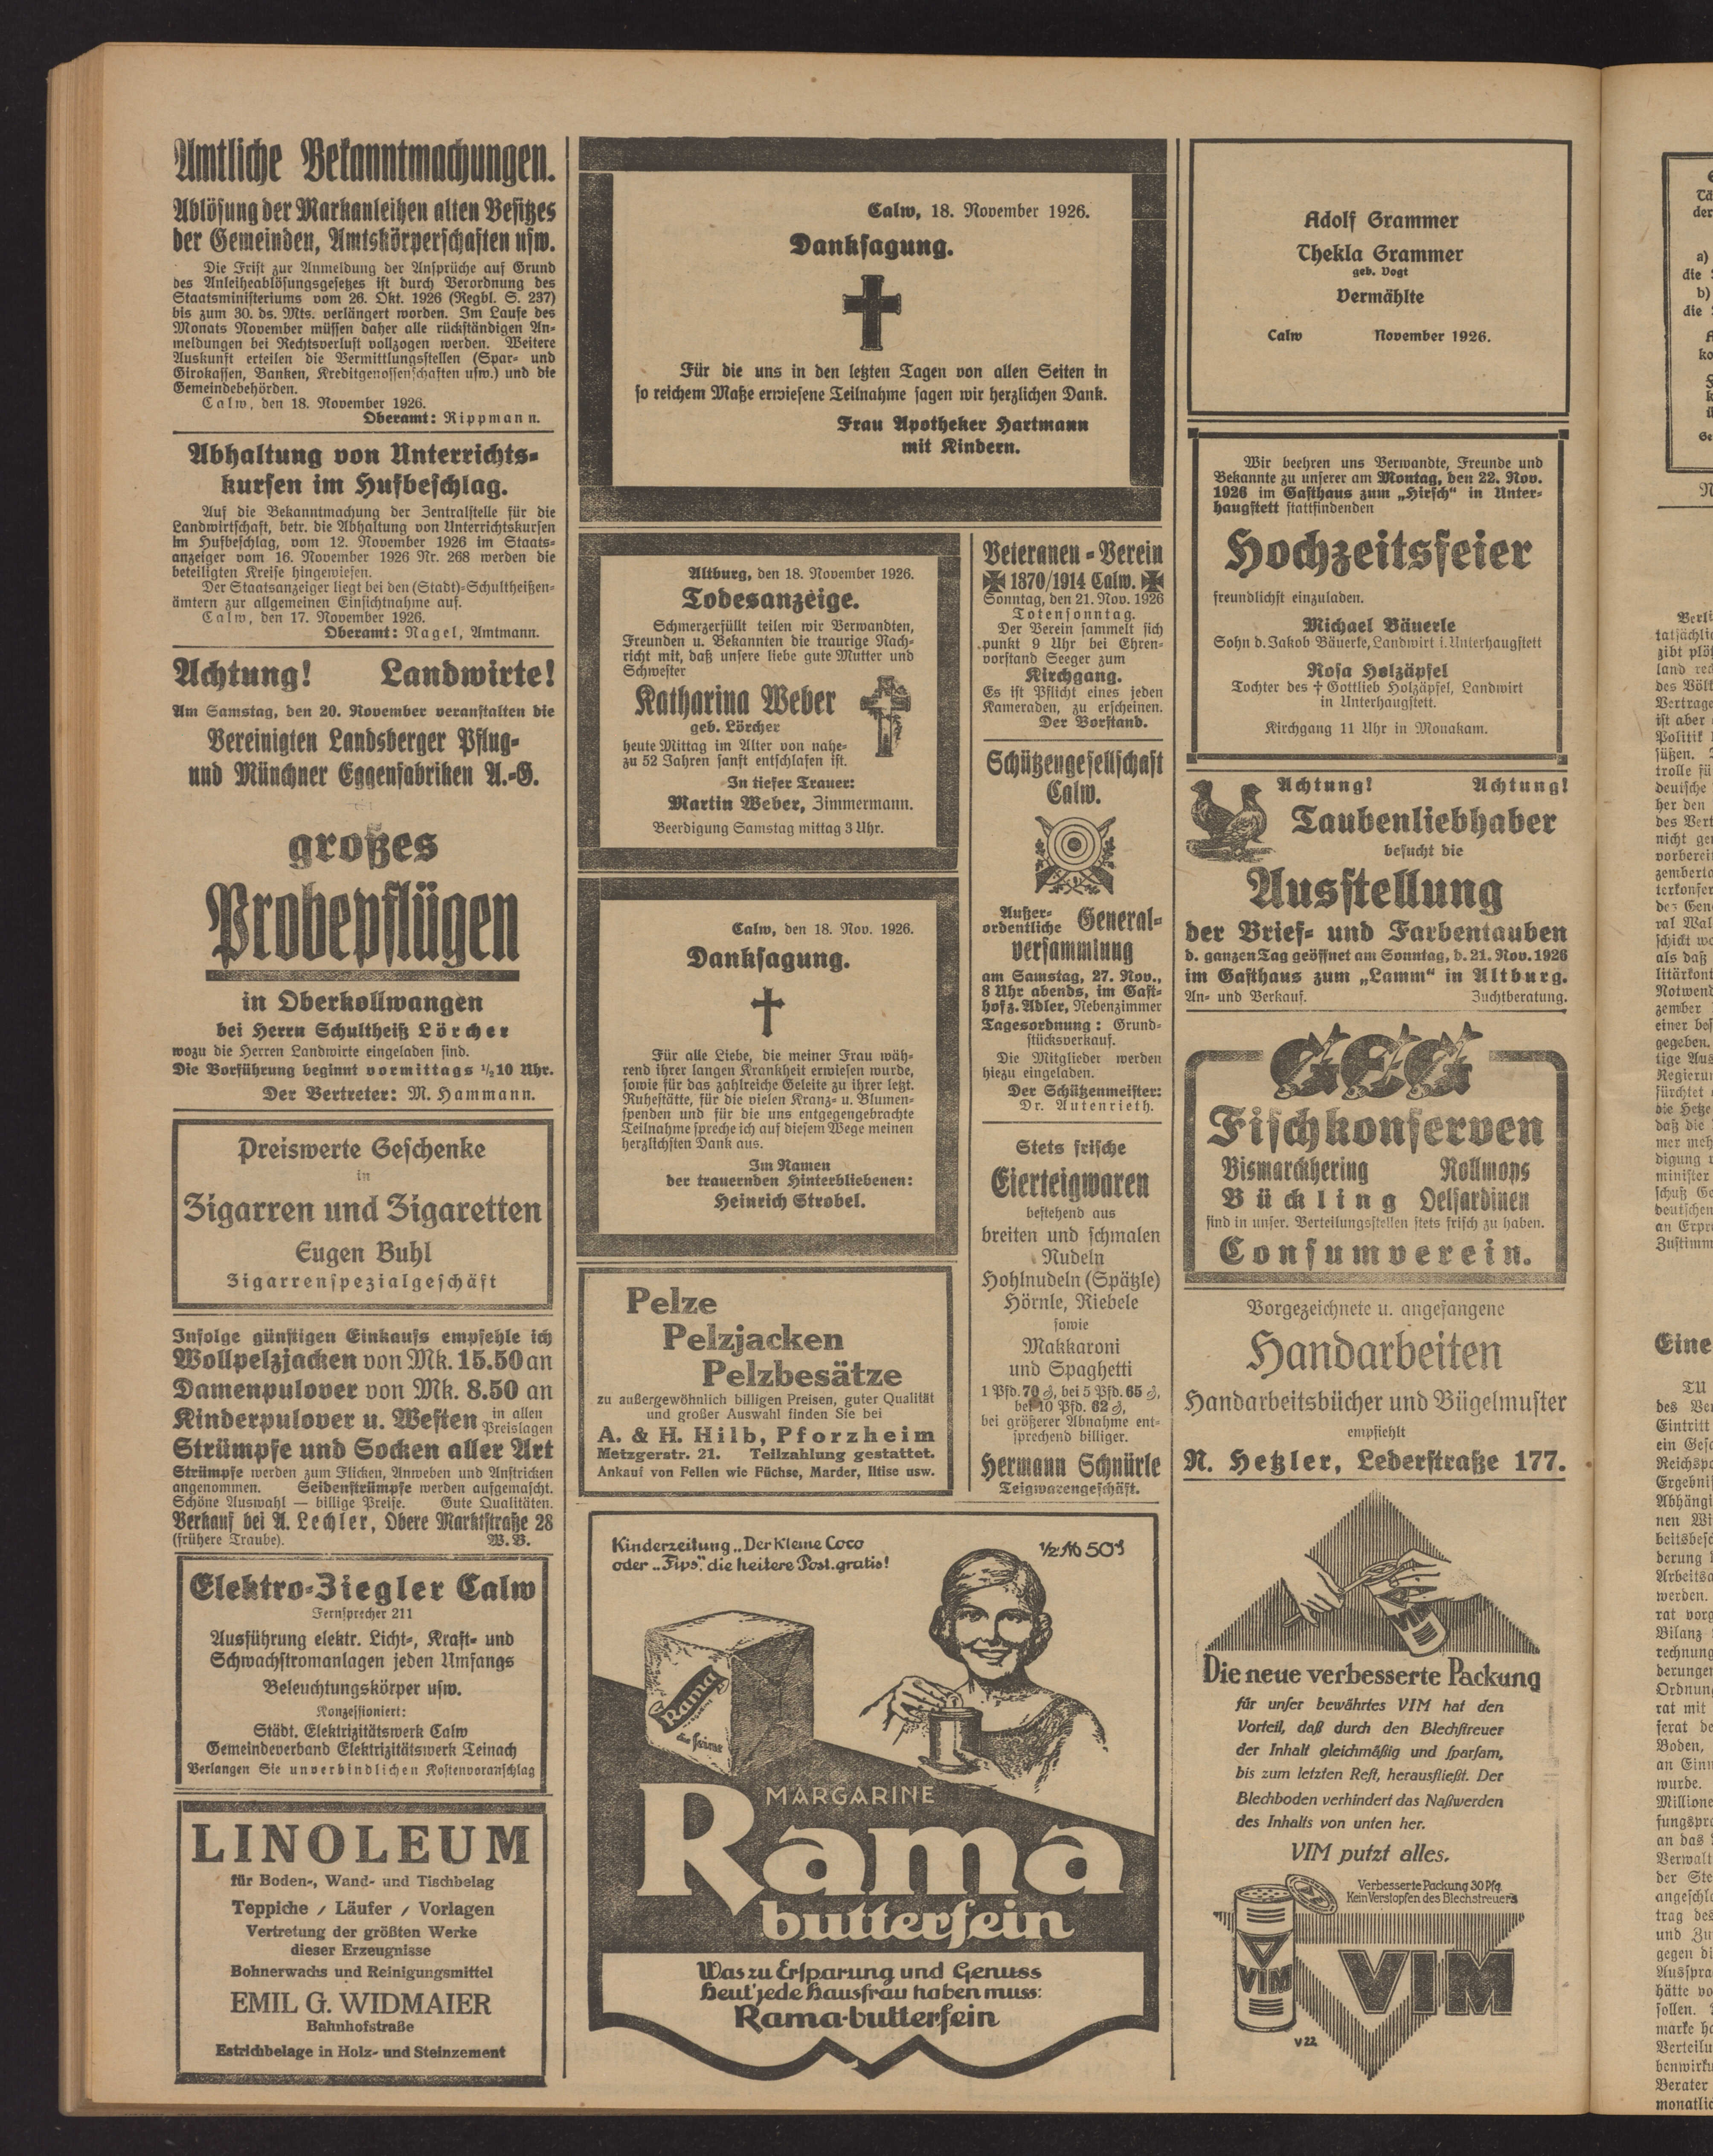 Amtliche Bekanntmachungen.
Ablösung der Markanleihen alten Besitzes
der Gemeinden, Amtskörperschaften usw.
Die Frist zur Anmeldung der Ansprüche auf Grund
des Anleiheablösungsgesetzes ist durch Verordnung des
Staatsministeriums vom 26. Okt. 1926 (Regbl. S. 237)
bis zum 30. ds. Mts. verlängert worden. Im Laufe des
Monats November müssen daher alle rückständigen An-
meldungen bei Rechtsverlust vollzogen werden. Weitere
Auskunft erteilen die Vermittlungsstellen (Spar- und
Girokassen, Banken, Kreditgenossenschaften usw.) und die
Gemeindebehörden.
Calw, den 18. November 1926.
Oberamt: Rippmann.
Abhaltung von Unterrichts-
kursen im Hufbeschlag.
Auf die Bekanntmachung der Zentralstelle für die
Landwirtschaft, betr. die Abhaltung von Unterrichtskursen
im Hufbeschlag, vom 12. November 1926 im Staats-
anzeiger vom 16. November 1926 Nr. 268 werden die
beteiligten Kreise hingewiesen.
Der Staatsanzeiger liegt bei den (Stadt)-Schultheißen-
ämtern zur allgemeinen Einsichtnahme auf.
Calw, den 17. November 1926.
Oberamt: Nagel, Amtmann.
Achtung! Landwirte!
Am Samstag, den 20. November veranstalten die
Vereinigten Landsberger Pflug-
und Münchner Eggenfabriken A.-G.
großes
Probepflügen
in Oberkollwangen
bei Herrn Schultheiß Lörcher
wozu die Herren Landwirte eingeladen sind.
Die Vorführung beginnt vormittags ½10 Uhr.
Der Vertreter: M. Hammann.
Preiswerte Geschenke
in
Zigarren und Zigaretten
Eugen Buhl
Zigarrenspezialgeschäft
Infolge günstigen Einkaufs empfehle ich
Wollpelzjacken von Mk. 15.50 an
Damenpulover von Mk. 8.50 an
Kinderpulover u. Westen in allen Preislagen
Strümpfe und Socken aller Art
Strümpfe werden zum Flicken, Anweben und Anstricken
angenommen. Seidenstrümpfe werden aufgemascht.
Schöne Auswahl — billige Preise. Gute Qualitäten.
Verkauf bei A. Lechler, Obere Marktstraße 28
(frühere Traube). W. B.
Elektro-Ziegler Calw
Fernsprecher 211
Ausführung elektr. Licht-, Kraft- und
Schwachstromanlagen jeden Umfangs
Beleuchtungskörper usw.
Konzessioniert:
Städt. Elektrizitätswerk Calw
Gemeindeverband Elektrizitätswerk Teinach
Verlangen Sie unverbindlichen Kostenvoranschlag
LINOLEUM
für Boden-, Wand- und Tischbelag
Teppiche / Läufer / Vorlagen
Vertretung der größten Werke
dieser Erzeugnisse
Bohnerwachs und Reinigungsmittel
EMIL G. WIDMAIER
Bahnhofstraße
Estrichbelage in Holz- und Steinzement
Calw, 18. November 1926.
Danksagung.
Für die uns in den letzten Tagen von allen Seiten in
so reichem Maße erwiesene Teilnahme sagen wir herzlichen Dank.
Frau Apotheker Hartmann
mit Kindern.
Altburg, den 18. November 1926.
Todesanzeige.
Schmerzerfüllt teilen wir Verwandten,
Freunden u. Bekannten die traurige Nach-
richt mit, daß unsere liebe gute Mutter und
Schwester
Katharina Weber
geb. Lörcher
heute Mittag im Alter von nahe-
zu 52 Jahren sanft entschlafen ist.
In tiefer Trauer:
Martin Weber, Zimmermann.
Beerdigung Samstag mittag 3 Uhr.
Calw, den 18. Nov. 1926.
Danksagung.
Für alle Liebe, die meiner Frau wäh-
rend ihrer langen Krankheit erwiesen wurde,
sowie für das zahlreiche Geleite zu ihrer letzt.
Ruhestätte, für die vielen Kranz- u. Blumen-
spenden und für die uns entgegengebrachte
Teilnahme spreche ich auf diesem Wege meinen
herzlichsten Dank aus.
Im Namen
der trauernden Hinterbliebenen:
Heinrich Strobel.
Pelze
Pelzjacken
Pelzbesätze
zu außergewöhnlich billigen Preisen, guter Qualität
und großer Auswahl finden Sie bei
A. & H. Hilb, Pforzheim
Metzgerstr. 21. Teilzahlung gestattet.
Ankauf von Fellen wie Füchse, Marder, Iltise usw.
Veteranen-Verein
1870/1914 Calw.
Sonntag, den 21. Nov. 1926
Totensonntag.
Der Verein sammelt sich
punkt 9 Uhr bei Ehren-
vorstand Seeger zum
Kirchgang.
Es ist Pflicht eines jeden
Kameraden, zu erscheinen.
Der Vorstand.
Schützengesellschaft
Calw.
Außer-
ordentliche General-
versammlung
am Samstag, 27. Nov.,
8 Uhr abends, im Gast-
hof z. Adler, Nebenzimmer
Tagesordnung: Grund-
stücksverkauf.
Die Mitglieder werden
hiezu eingeladen.
Der Schützenmeister:
Dr. Autenrieth.
Stets frische
Eierteigwaren
bestehend aus
breiten und schmalen
Nudeln
Hohlnudeln (Spätzle)
Hörnle, Riebele
sowie
Makkaroni
und Spaghetti
1 Pfd. 70 ₰, bei 5 Pfd. 65 ₰,
bei 10 Pfd. 62 ₰,
bei größerer Abnahme ent-
sprechend billiger.
Hermann Schnürle
Teigwarengeschäft.
Kinderzeitung „Der Kleine Coco
oder „Fips“, die heitere Post, gratis!
½ ℔ 50₰
Rama
MARGARINE
Rama
butterfein
Was zu Ersparung und Genuss
heut' jede Hausfrau haben muss:
Rama-butterfein
Adolf Grammer
Thekla Grammer
geb. Vogt
Vermählte
Calw November 1926.
Wir beehren uns Verwandte, Freunde und
Bekannte zu unserer am Montag, den 22. Nov.
1926 im Gasthaus zum „Hirsch“ in Unter-
haugstett stattfindenden
Hochzeitsfeier
freundlichst einzuladen.
Michael Bäuerle
Sohn d. Jakob Bäuerle, Landwirt i. Unterhaugstett
Rosa Holzäpfel
Tochter des † Gottlieb Holzäpfel, Landwirt
in Unterhaugstett.
Kirchgang 11 Uhr in Monakam.
Achtung! Achtung!
Taubenliebhaber
besucht die
Ausstellung
der Brief- und Farbentauben
d. ganzen Tag geöffnet am Sonntag, d. 21. Nov. 1926
im Gasthaus zum „Lamm“ in Altburg.
An- und Verkauf. Zuchtberatung.
GEG
Fischkonserven
Bismarckhering Rollmops
Bückling Oelsardinen
sind in unser. Verteilungsstellen stets frisch zu haben.
Consumverein.
Vorgezeichnete u. angefangene
Handarbeiten
Handarbeitsbücher und Bügelmuster
empfiehlt
N. Hetzler, Lederstraße 177.
VIM
Die neue verbesserte Packung
für unser bewährtes VIM hat den
Vorteil, daß durch den Blechstreuer
der Inhalt gleichmäßig und sparsam,
bis zum letzten Rest, herausfließt. Der
Blechboden verhindert das Naßwerden
des Inhalts von unten her.
VIM putzt alles.
Verbesserte Packung 30 Pfg.
Kein Verstopfen des Blechstreuers
VIM
VIM
V 22